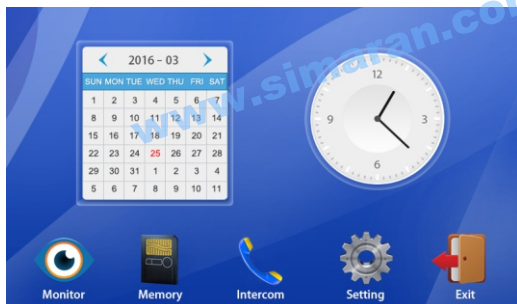 2016 - 03
SUN MON TUE WED THU FRI SAT
1 2 3 4 5 6 7
8 9 10 11 12 13 14
15 16 17 18 19 20 21
22 23 24 25 26 27 28
29 30 31 1 2 3 4
5 6 7 8 9 10 11
12
9 3
6
www.simaran.com
Monitor Memory Intercom Setting Exit